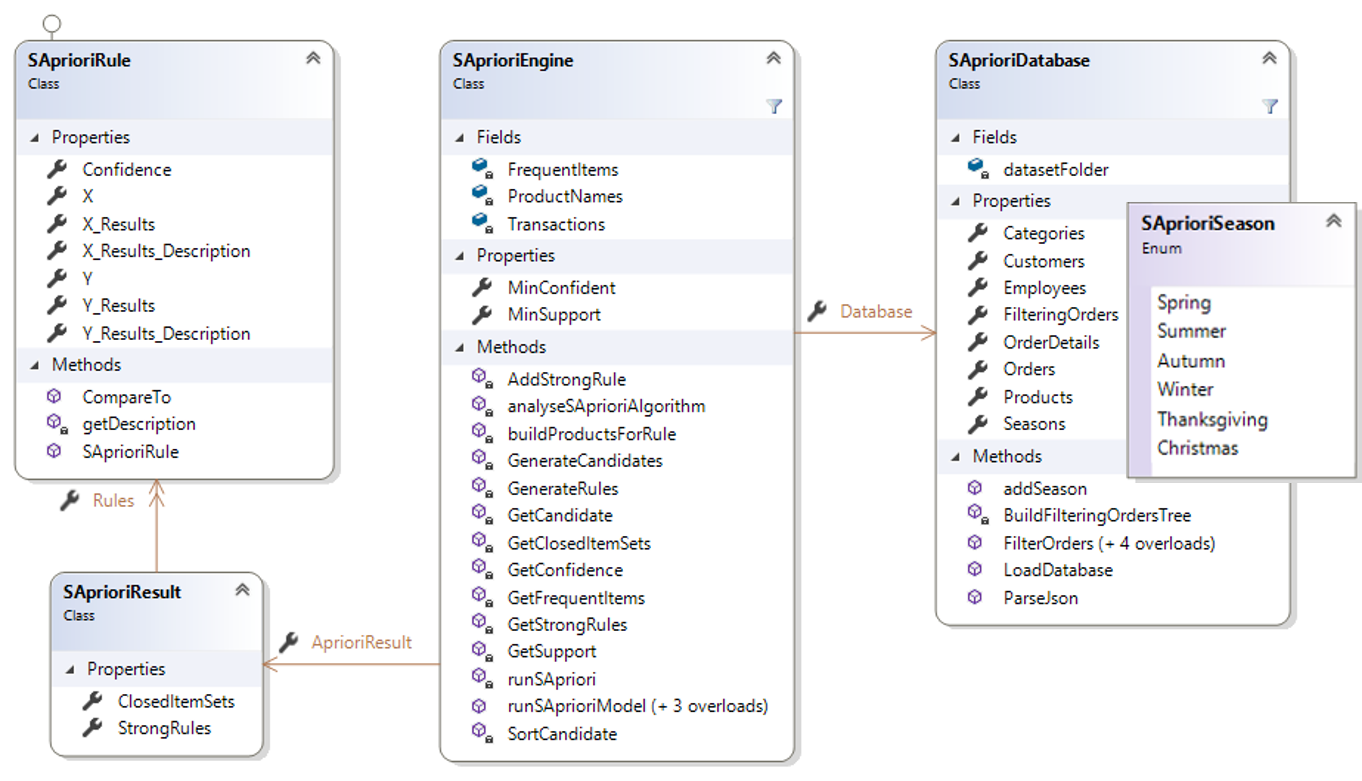 SAprioriRule
Class
Properties
Confidence
X
X_Results
X_Results_Description
Y
Y_Results
Y_Results_Description
Methods
CompareTo
getDescription
SAprioriRule
Rules
SAprioriResult
Class
Properties
ClosedItemSets
StrongRules
AprioriResult
SAprioriEngine
Class
Fields
FrequentItems
ProductNames
Transactions
Properties
MinConfident
MinSupport
Methods
AddStrongRule
analyseSAprioriAlgorithm
buildProductsForRule
GenerateCandidates
GenerateRules
GetCandidate
GetClosedItemSets
GetConfidence
GetFrequentItems
GetStrongRules
GetSupport
runSApriori
runSAprioriModel (+ 3 overloads)
SortCandidate
Database
SAprioriDatabase
Class
Fields
datasetFolder
Properties
Categories
Customers
Employees
FilteringOrders
OrderDetails
Orders
Products
Seasons
Methods
addSeason
BuildFilteringOrdersTree
FilterOrders (+ 4 overloads)
LoadDatabase
ParseJson
SAprioriSeason
Enum
Spring
Summer
Autumn
Winter
Thanksgiving
Christmas